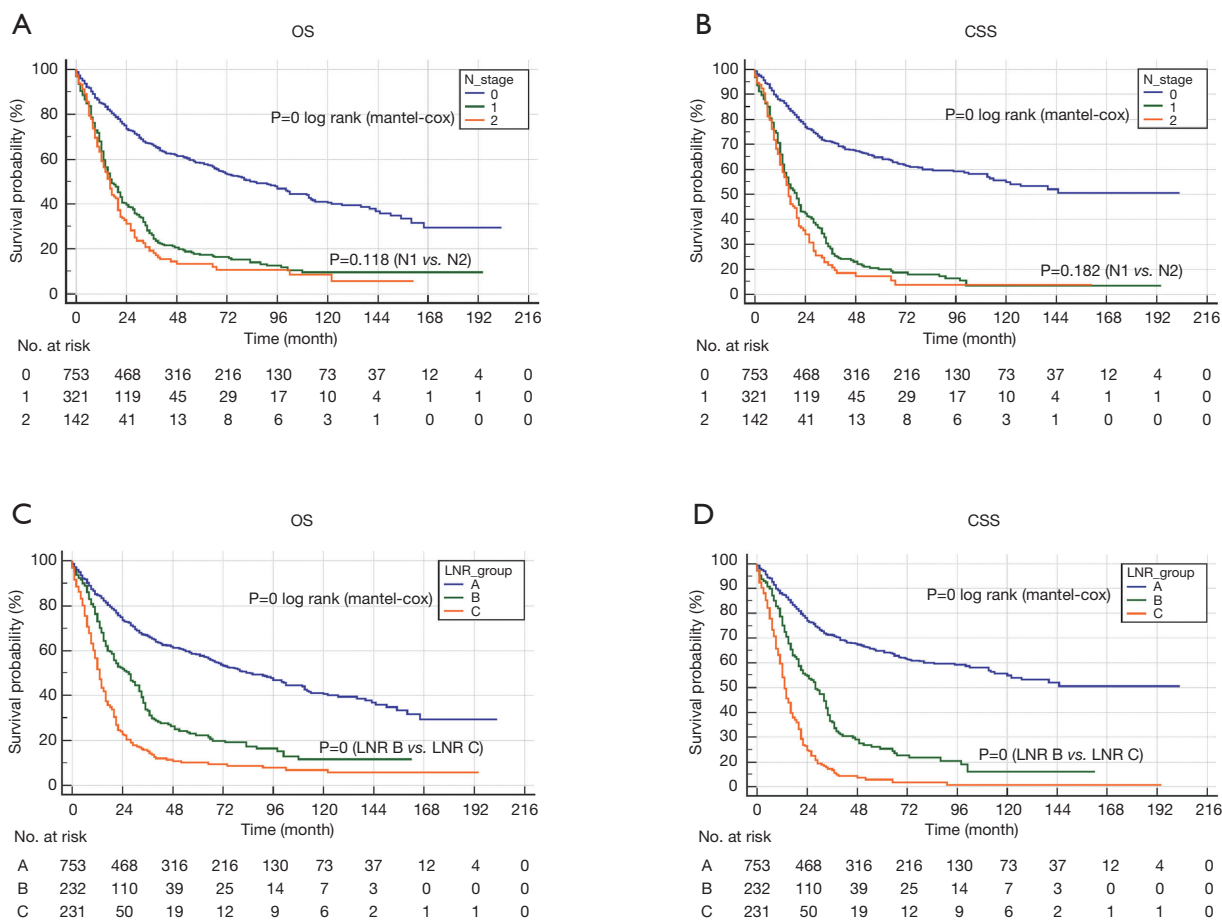 A
OS
100
80
60
40
20
0
Survival probability (%)
N_stage
0
1
2
P=0 log rank (mantel-cox)
P=0.118 (N1 vs. N2)
0 24 48 72 96 120 144 168 192 216
Time (month)
No. at risk
0 753 468 316 216 130 73 37 12 4 0
1 321 119 45 29 17 10 4 1 1 0
2 142 41 13 8 6 3 1 0 0 0
B
CSS
100
90
80
70
60
50
40
30
20
10
0
Survival probability (%)
N_stage
0
1
2
P=0 log rank (mantel-cox)
P=0.182 (N1 vs. N2)
0 24 48 72 96 120 144 168 192 216
Time (month)
No. at risk
0 753 468 316 216 130 73 37 12 4 0
1 321 119 45 29 17 10 4 1 1 0
2 142 41 13 8 6 3 1 0 0 0
C
OS
100
80
60
40
20
0
Survival probability (%)
LNR_group
A
B
C
P=0 log rank (mantel-cox)
P=0 (LNR B vs. LNR C)
0 24 48 72 96 120 144 168 192 216
Time (month)
No. at risk
A 753 468 316 216 130 73 37 12 4 0
B 232 110 39 25 14 7 3 0 0 0
C 231 50 19 12 9 6 2 1 1 0
D
CSS
100
90
80
70
60
50
40
30
20
10
0
Survival probability (%)
LNR_group
A
B
C
P=0 log rank (mantel-cox)
P=0 (LNR B vs. LNR C)
0 24 48 72 96 120 144 168 192 216
Time (month)
No. at risk
A 753 468 316 216 130 73 37 12 4 0
B 232 110 39 25 14 7 3 0 0 0
C 231 50 19 12 9 6 2 1 1 0